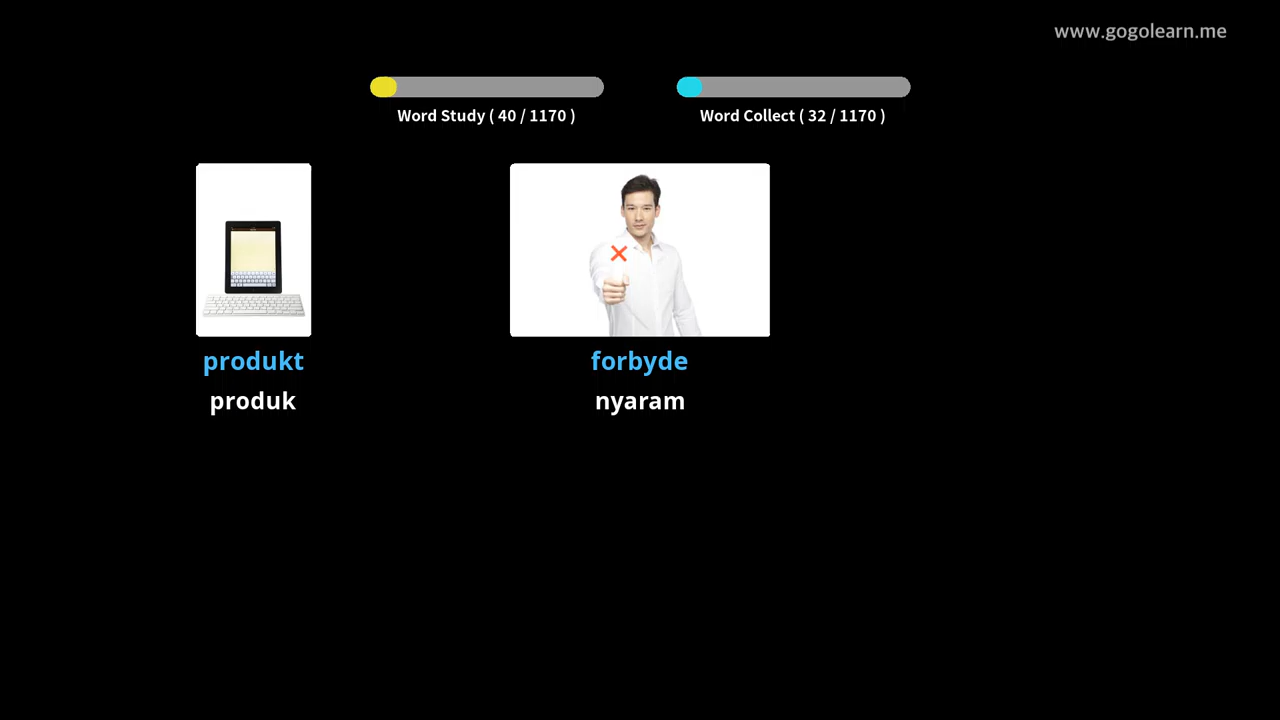 www.gogolearn.me
Word Study ( 40 / 1170 )
Word Collect ( 32 / 1170 )
produkt
produk
forbyde
nyaram